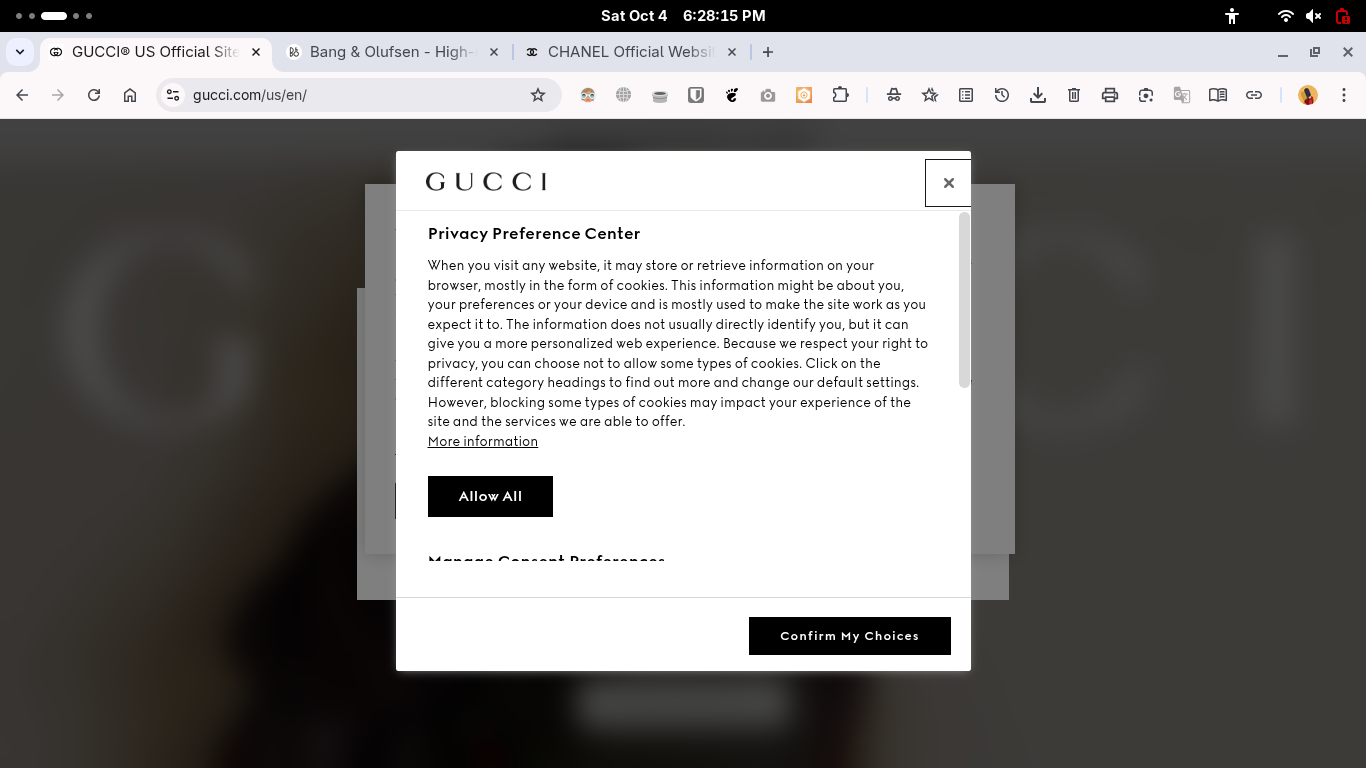 Sat Oct 4 6:28:15 PM
GUCCI® US Official Site
Bang & Olufsen - High-
CHANEL Official Websit
gucci.com/us/en/
GUCCI
Privacy Preference Center
When you visit any website, it may store or retrieve information on your
browser, mostly in the form of cookies. This information might be about you,
your preferences or your device and is mostly used to make the site work as you
expect it to. The information does not usually directly identify you, but it can
give you a more personalized web experience. Because we respect your right to
privacy, you can choose not to allow some types of cookies. Click on the
different category headings to find out more and change our default settings.
However, blocking some types of cookies may impact your experience of the
site and the services we are able to offer.
More information
Allow All
Manage Consent Preferences
Confirm My Choices
G C I